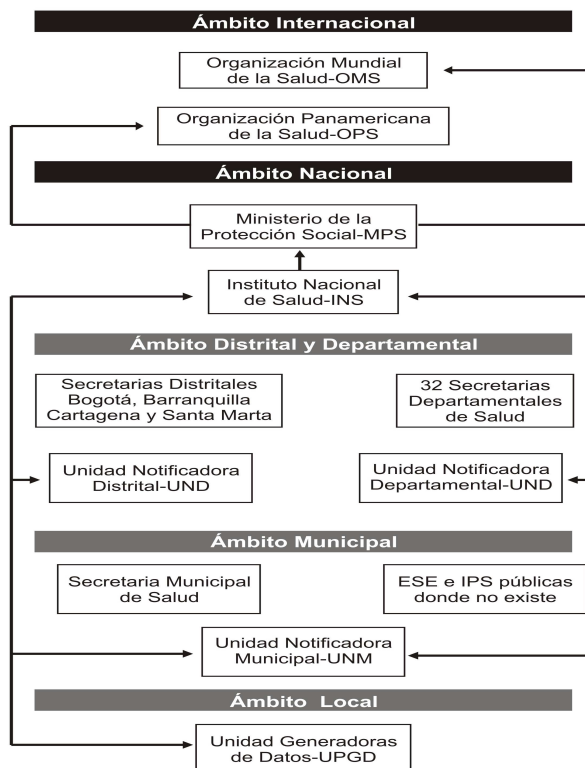 Ámbito Internacional
Organización Mundial
de la Salud-OMS
Organización Panamericana
de la Salud-OPS
Ámbito Nacional
Ministerio de la
Protección Social-MPS
Instituto Nacional
de Salud-INS
Ámbito Distrital y Departamental
Secretarias Distritales
Bogotá, Barranquilla
Cartagena y Santa Marta
32 Secretarias
Departamentales
de Salud
Unidad Notificadora
Distrital-UND
Unidad Notificadora
Departamental-UND
Ámbito Municipal
Secretaria Municipal
de Salud
ESE e IPS públicas
donde no existe
Unidad Notificadora
Municipal-UNM
Ámbito Local
Unidad Generadoras
de Datos-UPGD